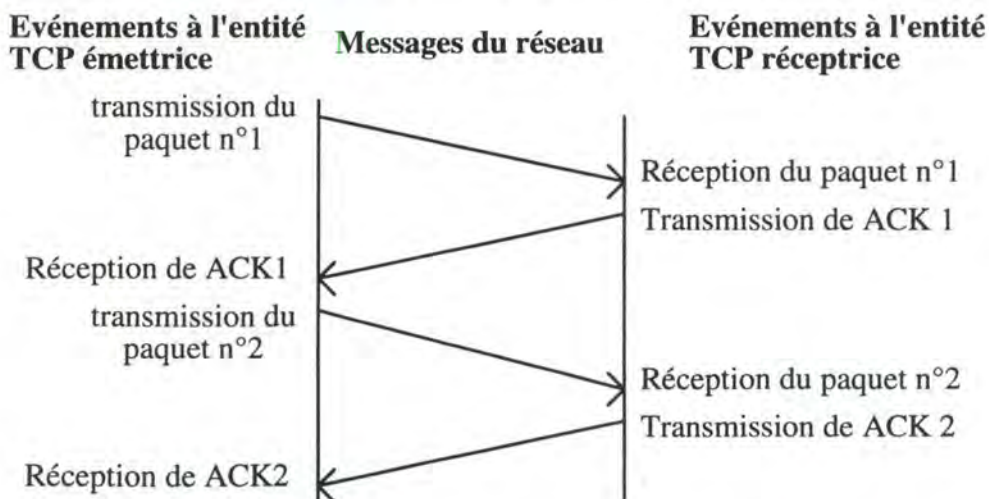 Evénements à l'entité
TCP émettrice
Messages du réseau
Evénements à l'entité
TCP réceptrice
transmission du
paquet n°1
Réception du paquet n°1
Transmission de ACK 1
Réception de ACK1
transmission du
paquet n°2
Réception du paquet n°2
Transmission de ACK 2
Réception de ACK2